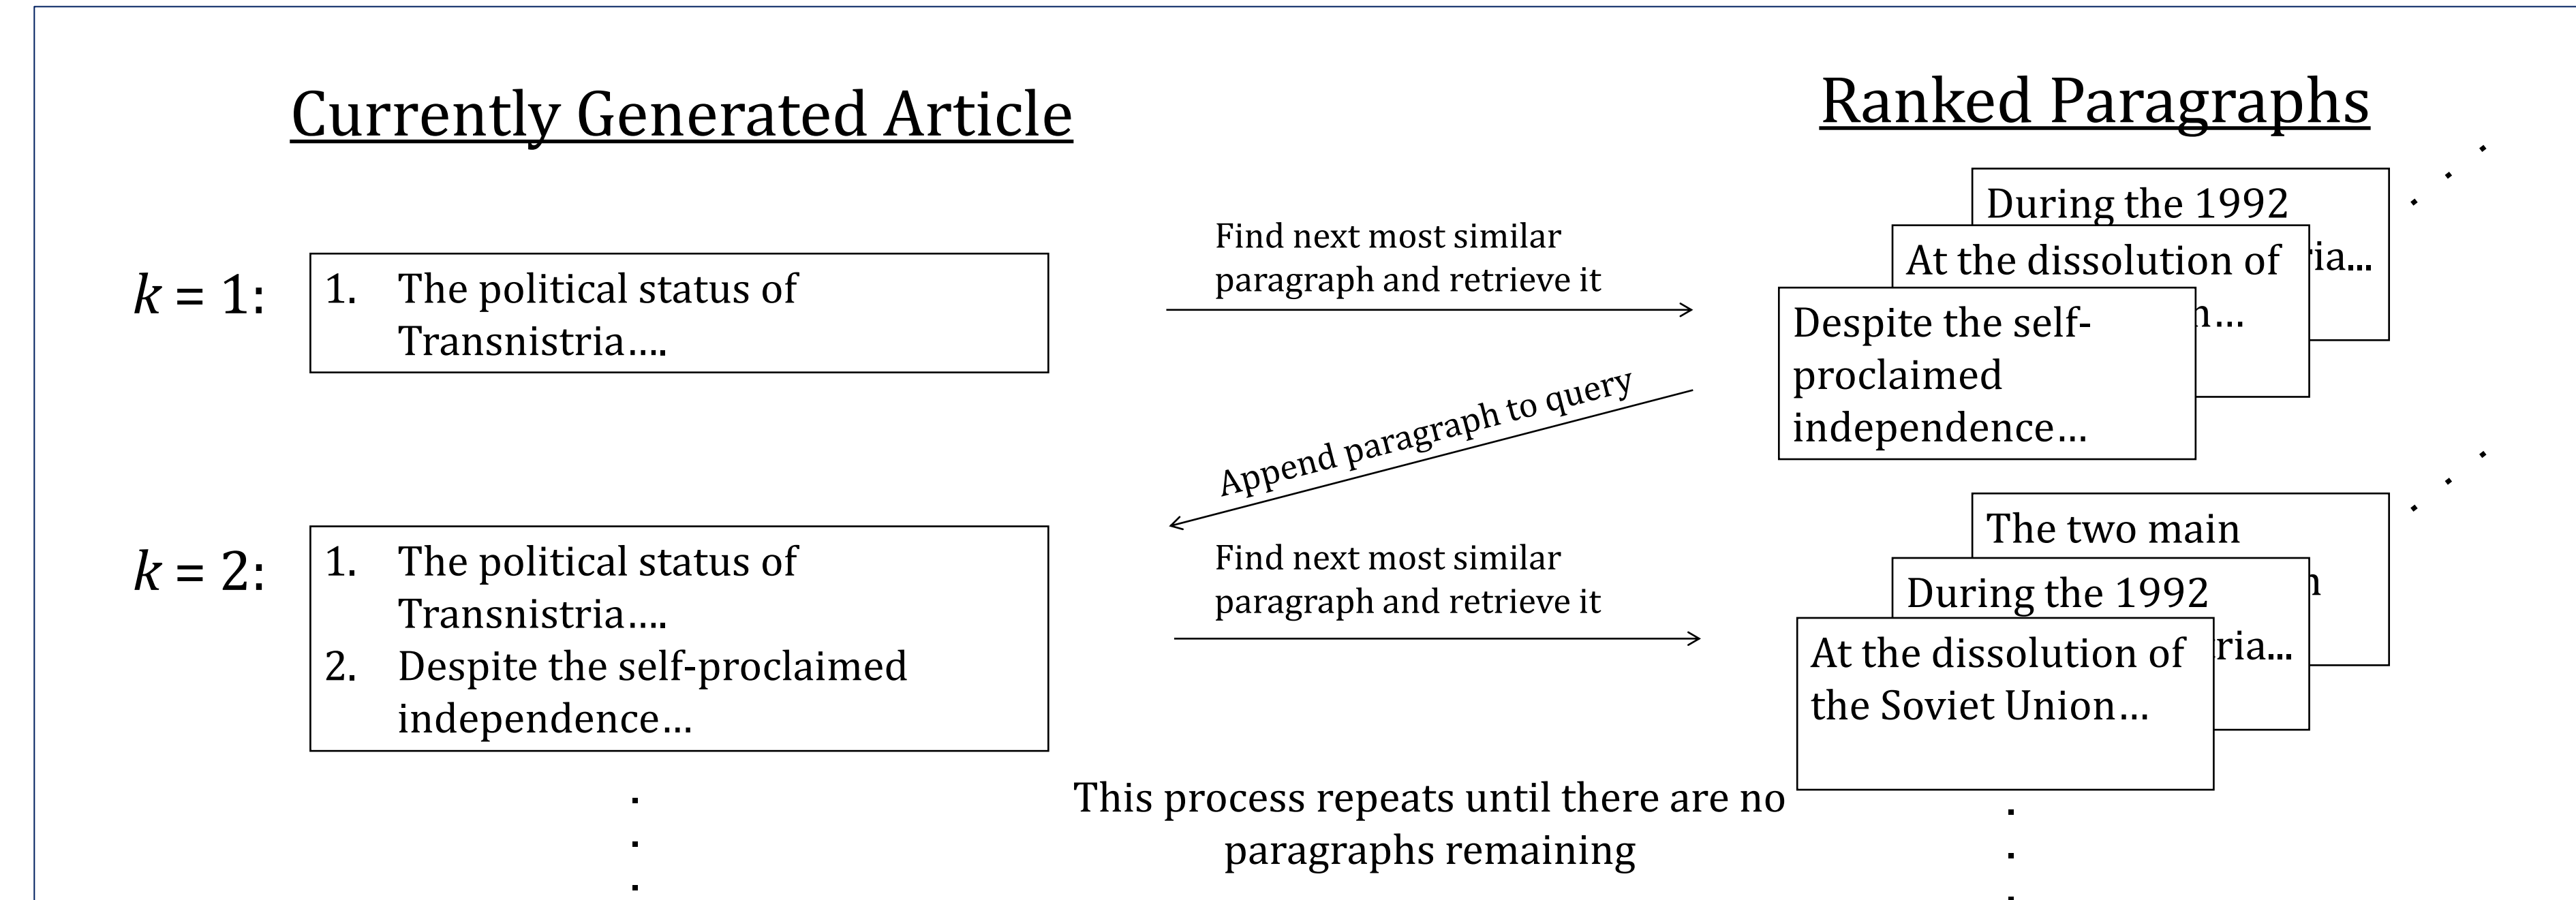 Currently Generated Article
Ranked Paragraphs
k = 1:
1. The political status of
Transnistria....
Find next most similar
paragraph and retrieve it
During the 1992
ria...
At the dissolution of
n...
Despite the self-
proclaimed
independence...
Append paragraph to query
k = 2:
1. The political status of
Transnistria....
2. Despite the self-proclaimed
independence...
Find next most similar
paragraph and retrieve it
The two main
During the 1992
ria...
At the dissolution of
the Soviet Union...
This process repeats until there are no
paragraphs remaining